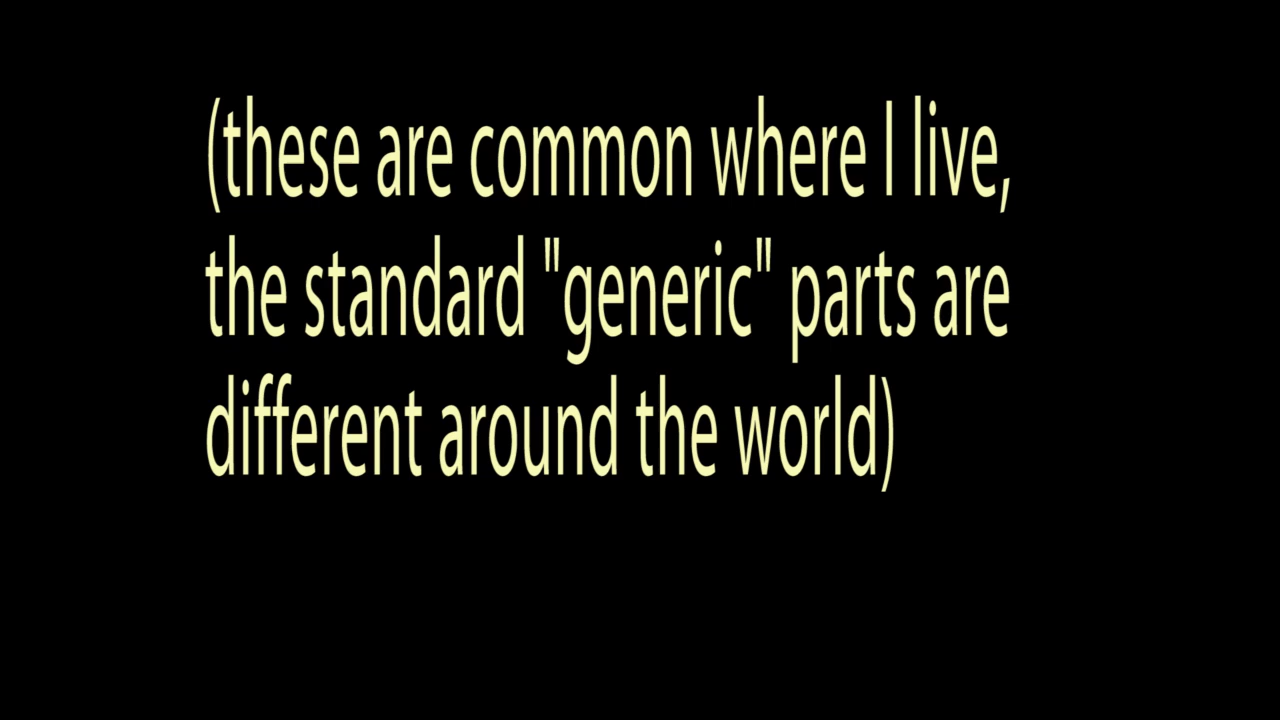 (these are common where I live,
the standard "generic" parts are
different around the world)